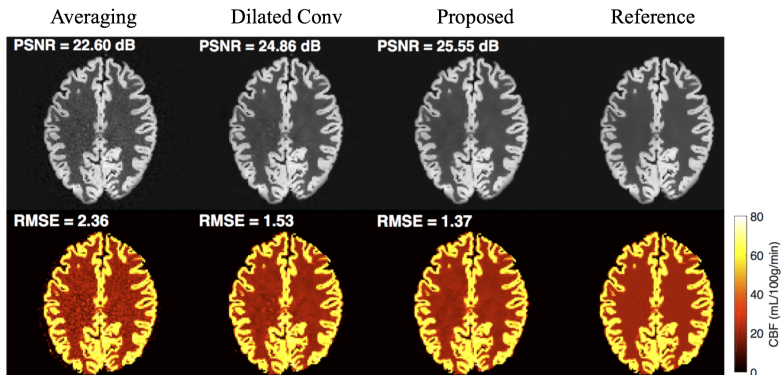 Averaging Dilated Conv Proposed Reference
PSNR = 22.60 dB PSNR = 24.86 dB PSNR = 25.55 dB
RMSE = 2.36 RMSE = 1.53 RMSE = 1.37
80
60
40
20
0
CBF (mL/100g/min)